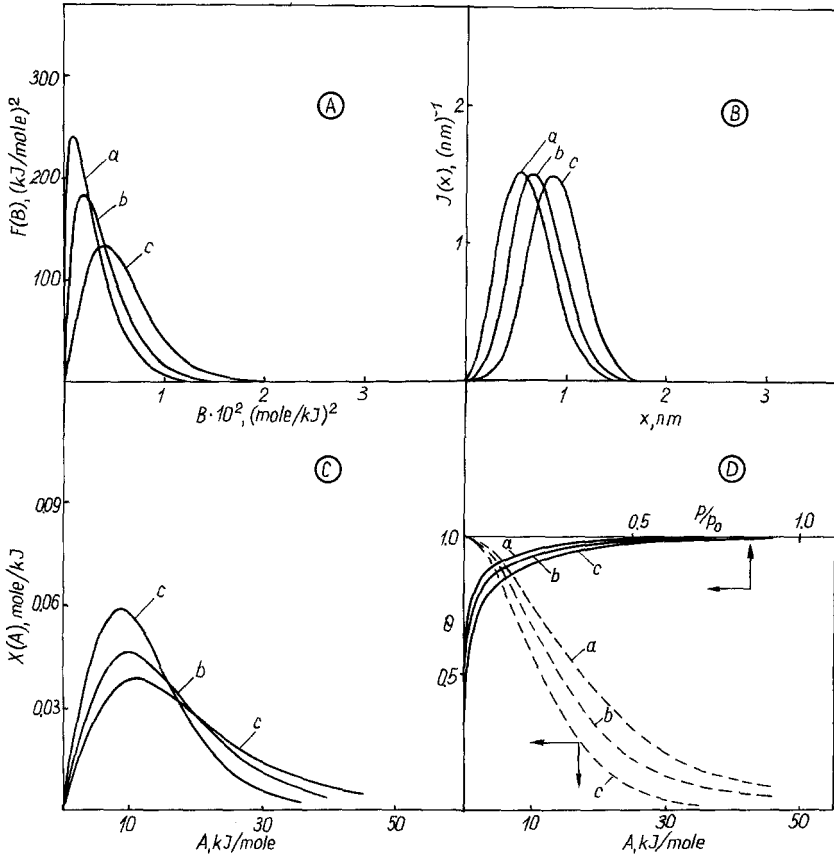 F(B), (kJ/mole)²
300
200
100
A
a
b
c
1
2
3
B·10², (mole/kJ)²
J(x), (nm)⁻¹
2
1
B
a
b
c
1
2
3
x, nm
X(A), mole/kJ
0,09
0,06
0,03
C
c
b
c
10
30
50
A, kJ/mole
D
0.5
P/p₀
1.0
1.0
Θ
0.5
a
b
c
a
b
c
10
30
50
A, kJ/mole